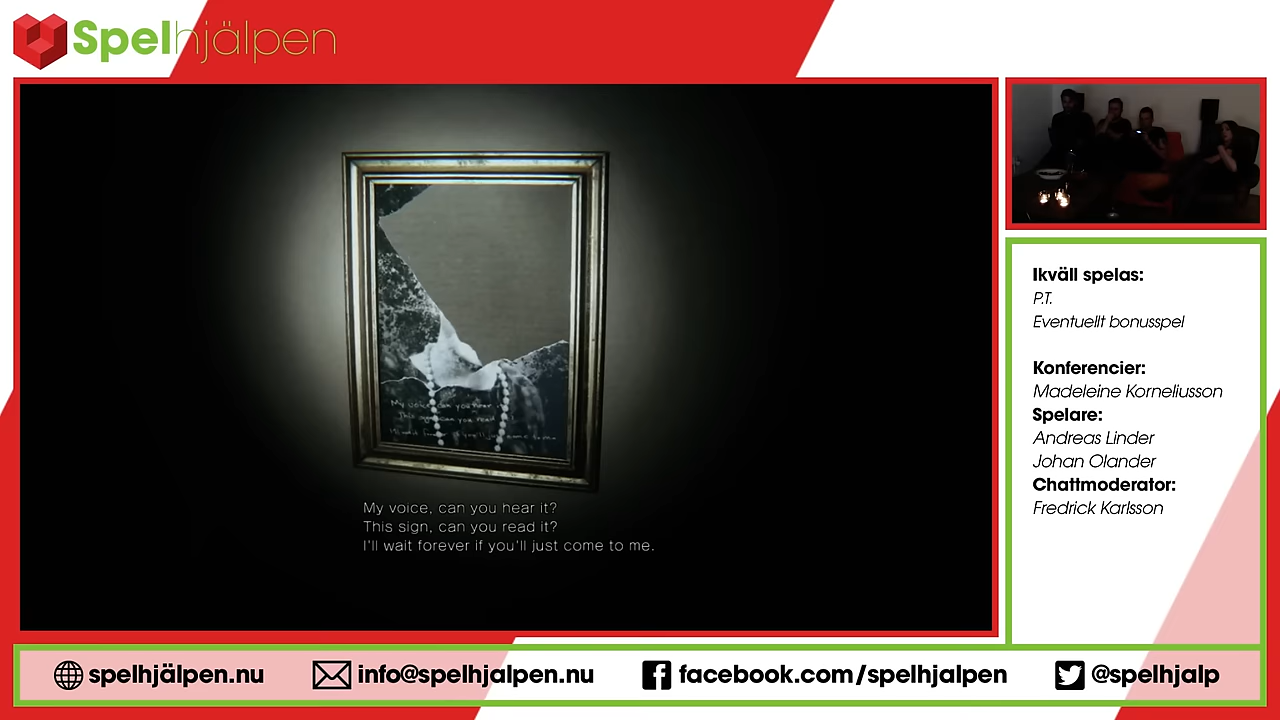 Spelhjälpen
My voice, can you hear it?
This sign, can you read it?
I'll wait forever if you'll just come to me.
Ikväll spelas:
P.T.
Eventuellt bonusspel
Konferencier:
Madeleine Korneliusson
Spelare:
Andreas Linder
Johan Olander
Chattmoderator:
Fredrick Karlsson
spelhjälpen.nu
info@spelhjalpen.nu
facebook.com/spelhjalpen
@spelhjalp